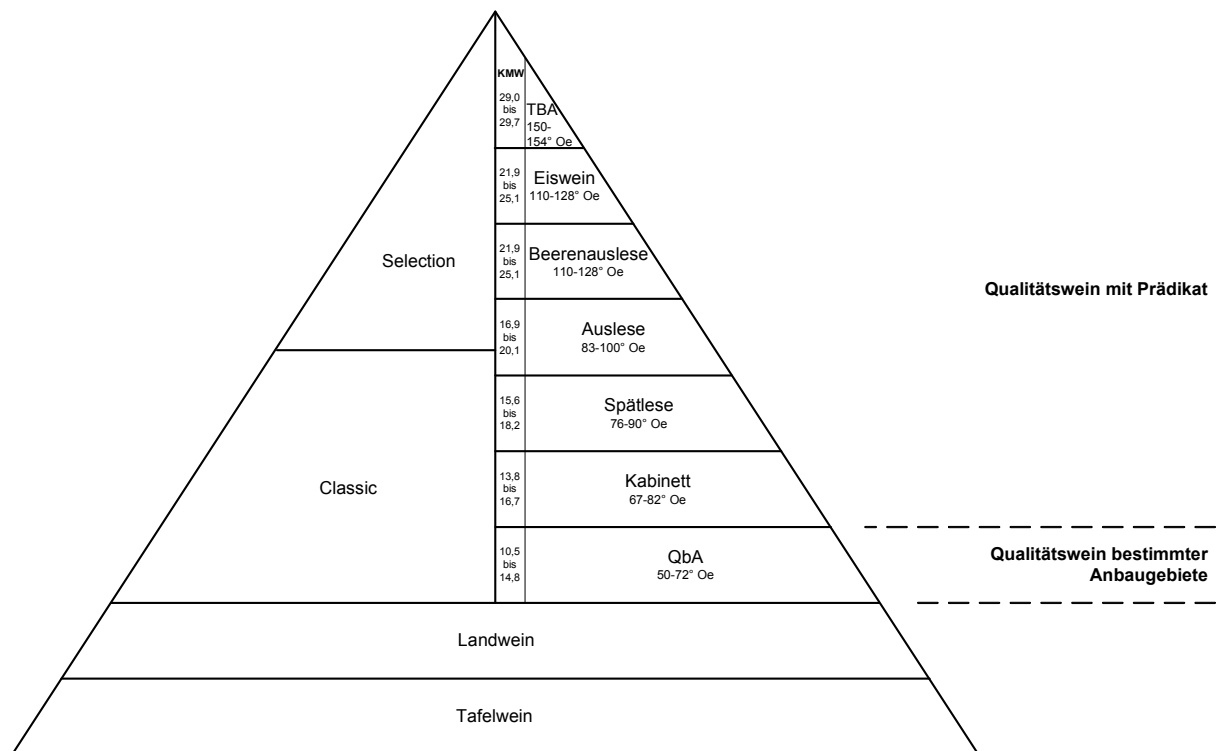 KMW
29,0
bis
29,7
TBA
150-
154° Oe
21,9
bis
25,1
Eiswein
110-128° Oe
Selection
21,9
bis
25,1
Beerenauslese
110-128° Oe
Qualitätswein mit Prädikat
16,9
bis
20,1
Auslese
83-100° Oe
15,6
bis
18,2
Spätlese
76-90° Oe
Classic
13,8
bis
16,7
Kabinett
67-82° Oe
10,5
bis
14,8
QbA
50-72° Oe
Qualitätswein bestimmter
Anbaugebiete
Landwein
Tafelwein